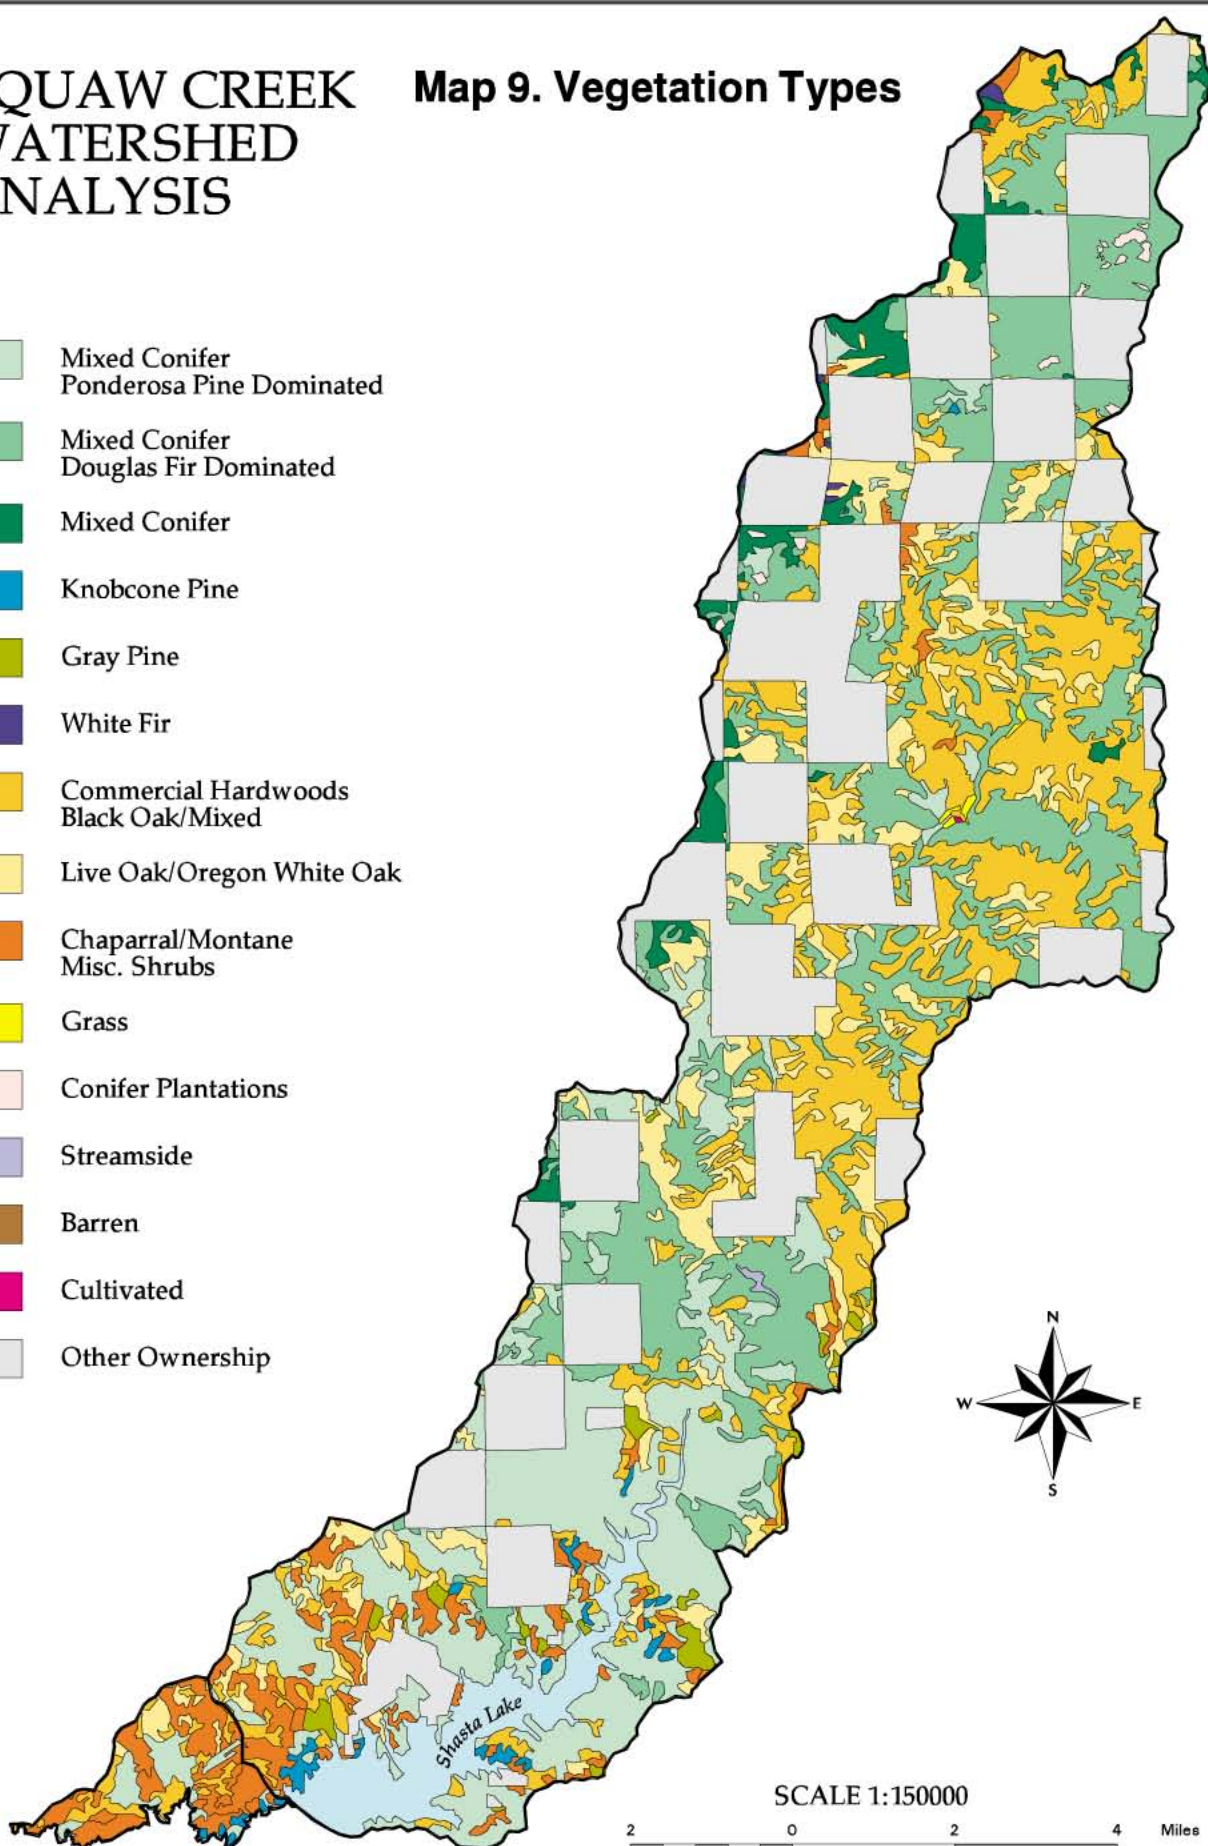 QUAW CREEK
WATERSHED
NALYSIS
Map 9. Vegetation Types
Mixed Conifer
Ponderosa Pine Dominated
Mixed Conifer
Douglas Fir Dominated
Mixed Conifer
Knobcone Pine
Gray Pine
White Fir
Commercial Hardwoods
Black Oak/Mixed
Live Oak/Oregon White Oak
Chaparral/Montane
Misc. Shrubs
Grass
Conifer Plantations
Streamside
Barren
Cultivated
Other Ownership
N
W
E
S
Shasta Lake
SCALE 1:150000
2 0 2 4 Miles